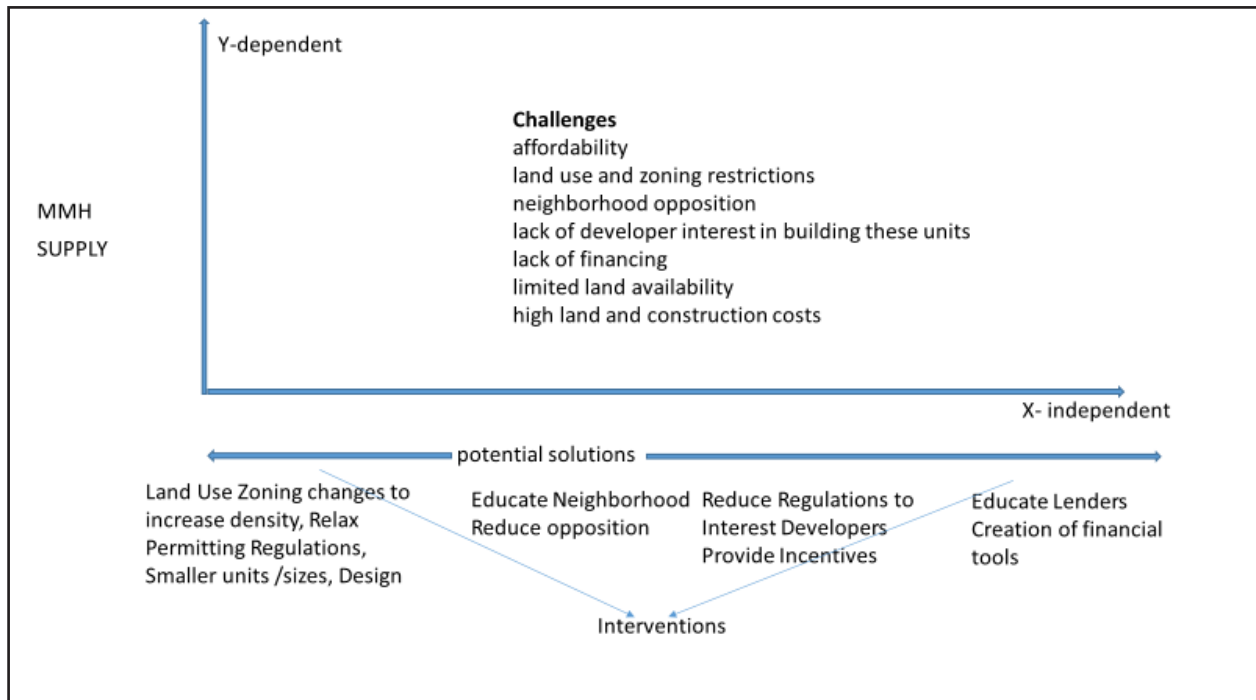 Y-dependent
Challenges
affordability
land use and zoning restrictions
neighborhood opposition
lack of developer interest in building these units
lack of financing
limited land availability
high land and construction costs
MMH
SUPPLY
X- independent
potential solutions
Land Use Zoning changes to
increase density, Relax
Permitting Regulations,
Smaller units /sizes, Design
Educate Neighborhood
Reduce opposition
Reduce Regulations to
Interest Developers
Provide Incentives
Educate Lenders
Creation of financial
tools
Interventions